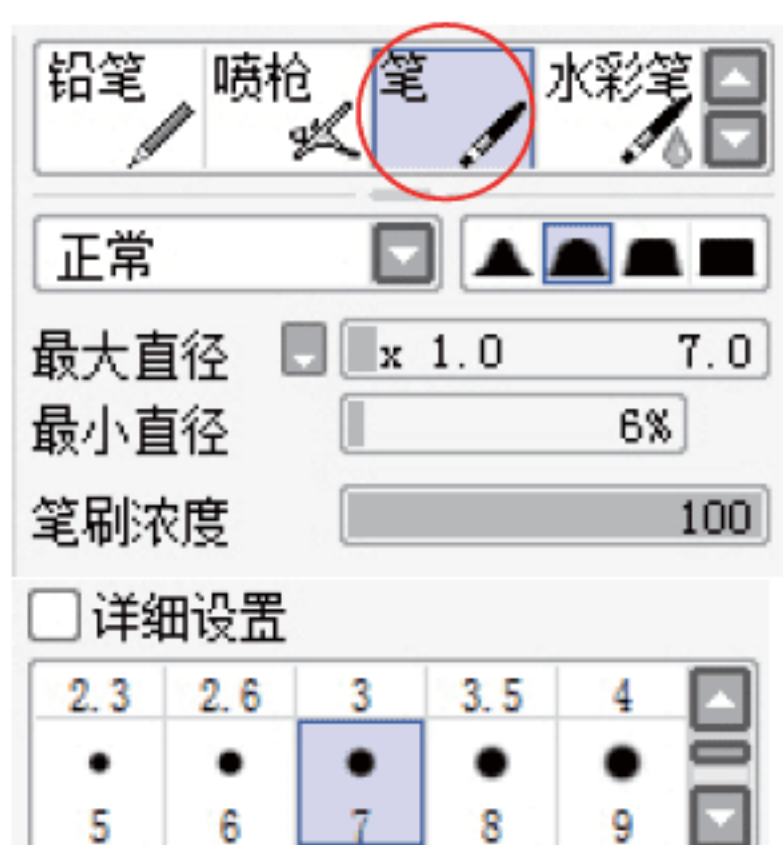 铅笔 喷枪 笔 水彩笔
正常
最大直径 x 1.0 7.0
最小直径 6%
笔刷浓度 100
详细设置
2.3 2.6 3 3.5 4
5 6 7 8 9